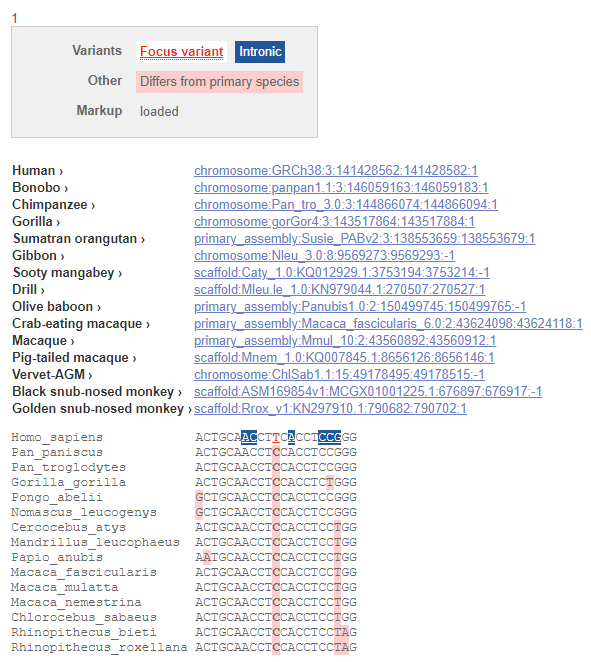 1
Variants Focus variant Intronic
Other Differs from primary species
Markup loaded
Human › chromosome:GRCh38:3:141428562:141428582:1
Bonobo › chromosome:panpan1.1:3:146059163:146059183:1
Chimpanzee › chromosome:Pan_tro_3.0:3:144866074:144866094:1
Gorilla › chromosome:gorGor4:3:143517864:143517884:1
Sumatran orangutan › primary_assembly:Susie_PABv2:3:138553659:138553679:1
Gibbon › chromosome:Nleu_3.0:8:9569273:9569293:-1
Sooty mangabey › scaffold:Caty_1.0:KQ012929.1:3753194:3753214:-1
Drill › scaffold:Mleu.le_1.0:KN979044.1:270507:270527:1
Olive baboon › primary_assembly:Panubis1.0:2:150499745:150499765:-1
Crab-eating macaque › primary_assembly:Macaca_fascicularis_6.0:2:43624098:43624118:1
Macaque › primary_assembly:Mmul_10:2:43560892:43560912:1
Pig-tailed macaque › scaffold:Mnem_1.0:KQ007845.1:8656126:8656146:1
Vervet-AGM › chromosome:ChlSab1.1:15:49178495:49178515:-1
Black snub-nosed monkey › scaffold:ASM169854v1:MCGX01001225.1:676897:676917:-1
Golden snub-nosed monkey › scaffold:Rrox_v1:KN297910.1:790682:790702:1
Homo_sapiens ACTGCAACCTTCACCTCCGGG
Pan_paniscus ACTGCAACCTCCACCTCCGGG
Pan_troglodytes ACTGCAACCTCCACCTCCGGG
Gorilla_gorilla ACTGCAACCTCCACCTCTGGG
Pongo_abelii GCTGCAACCTCCACCTCCGGG
Nomascus_leucogenys GCTGCAACCTCCACCTCCGGG
Cercocebus_atys ACTGCAACCTCCACCTCCTGG
Mandrillus_leucophaeus ACTGCAACCTCCACCTCCTGG
Papio_anubis AATGCAACCTCCACCTCCTGG
Macaca_fascicularis ACTGCAACCTCCACCTCCTGG
Macaca_mulatta ACTGCAACCTCCACCTCCTGG
Macaca_nemestrina ACTGCAACCTCCACCTCCTGG
Chlorocebus_sabaeus ACTGCAACCTCCACCTCCTGG
Rhinopithecus_bieti ACTGCAACCTCCACCTCCTAG
Rhinopithecus_roxellana ACTGCAACCTCCACCTCCTAG